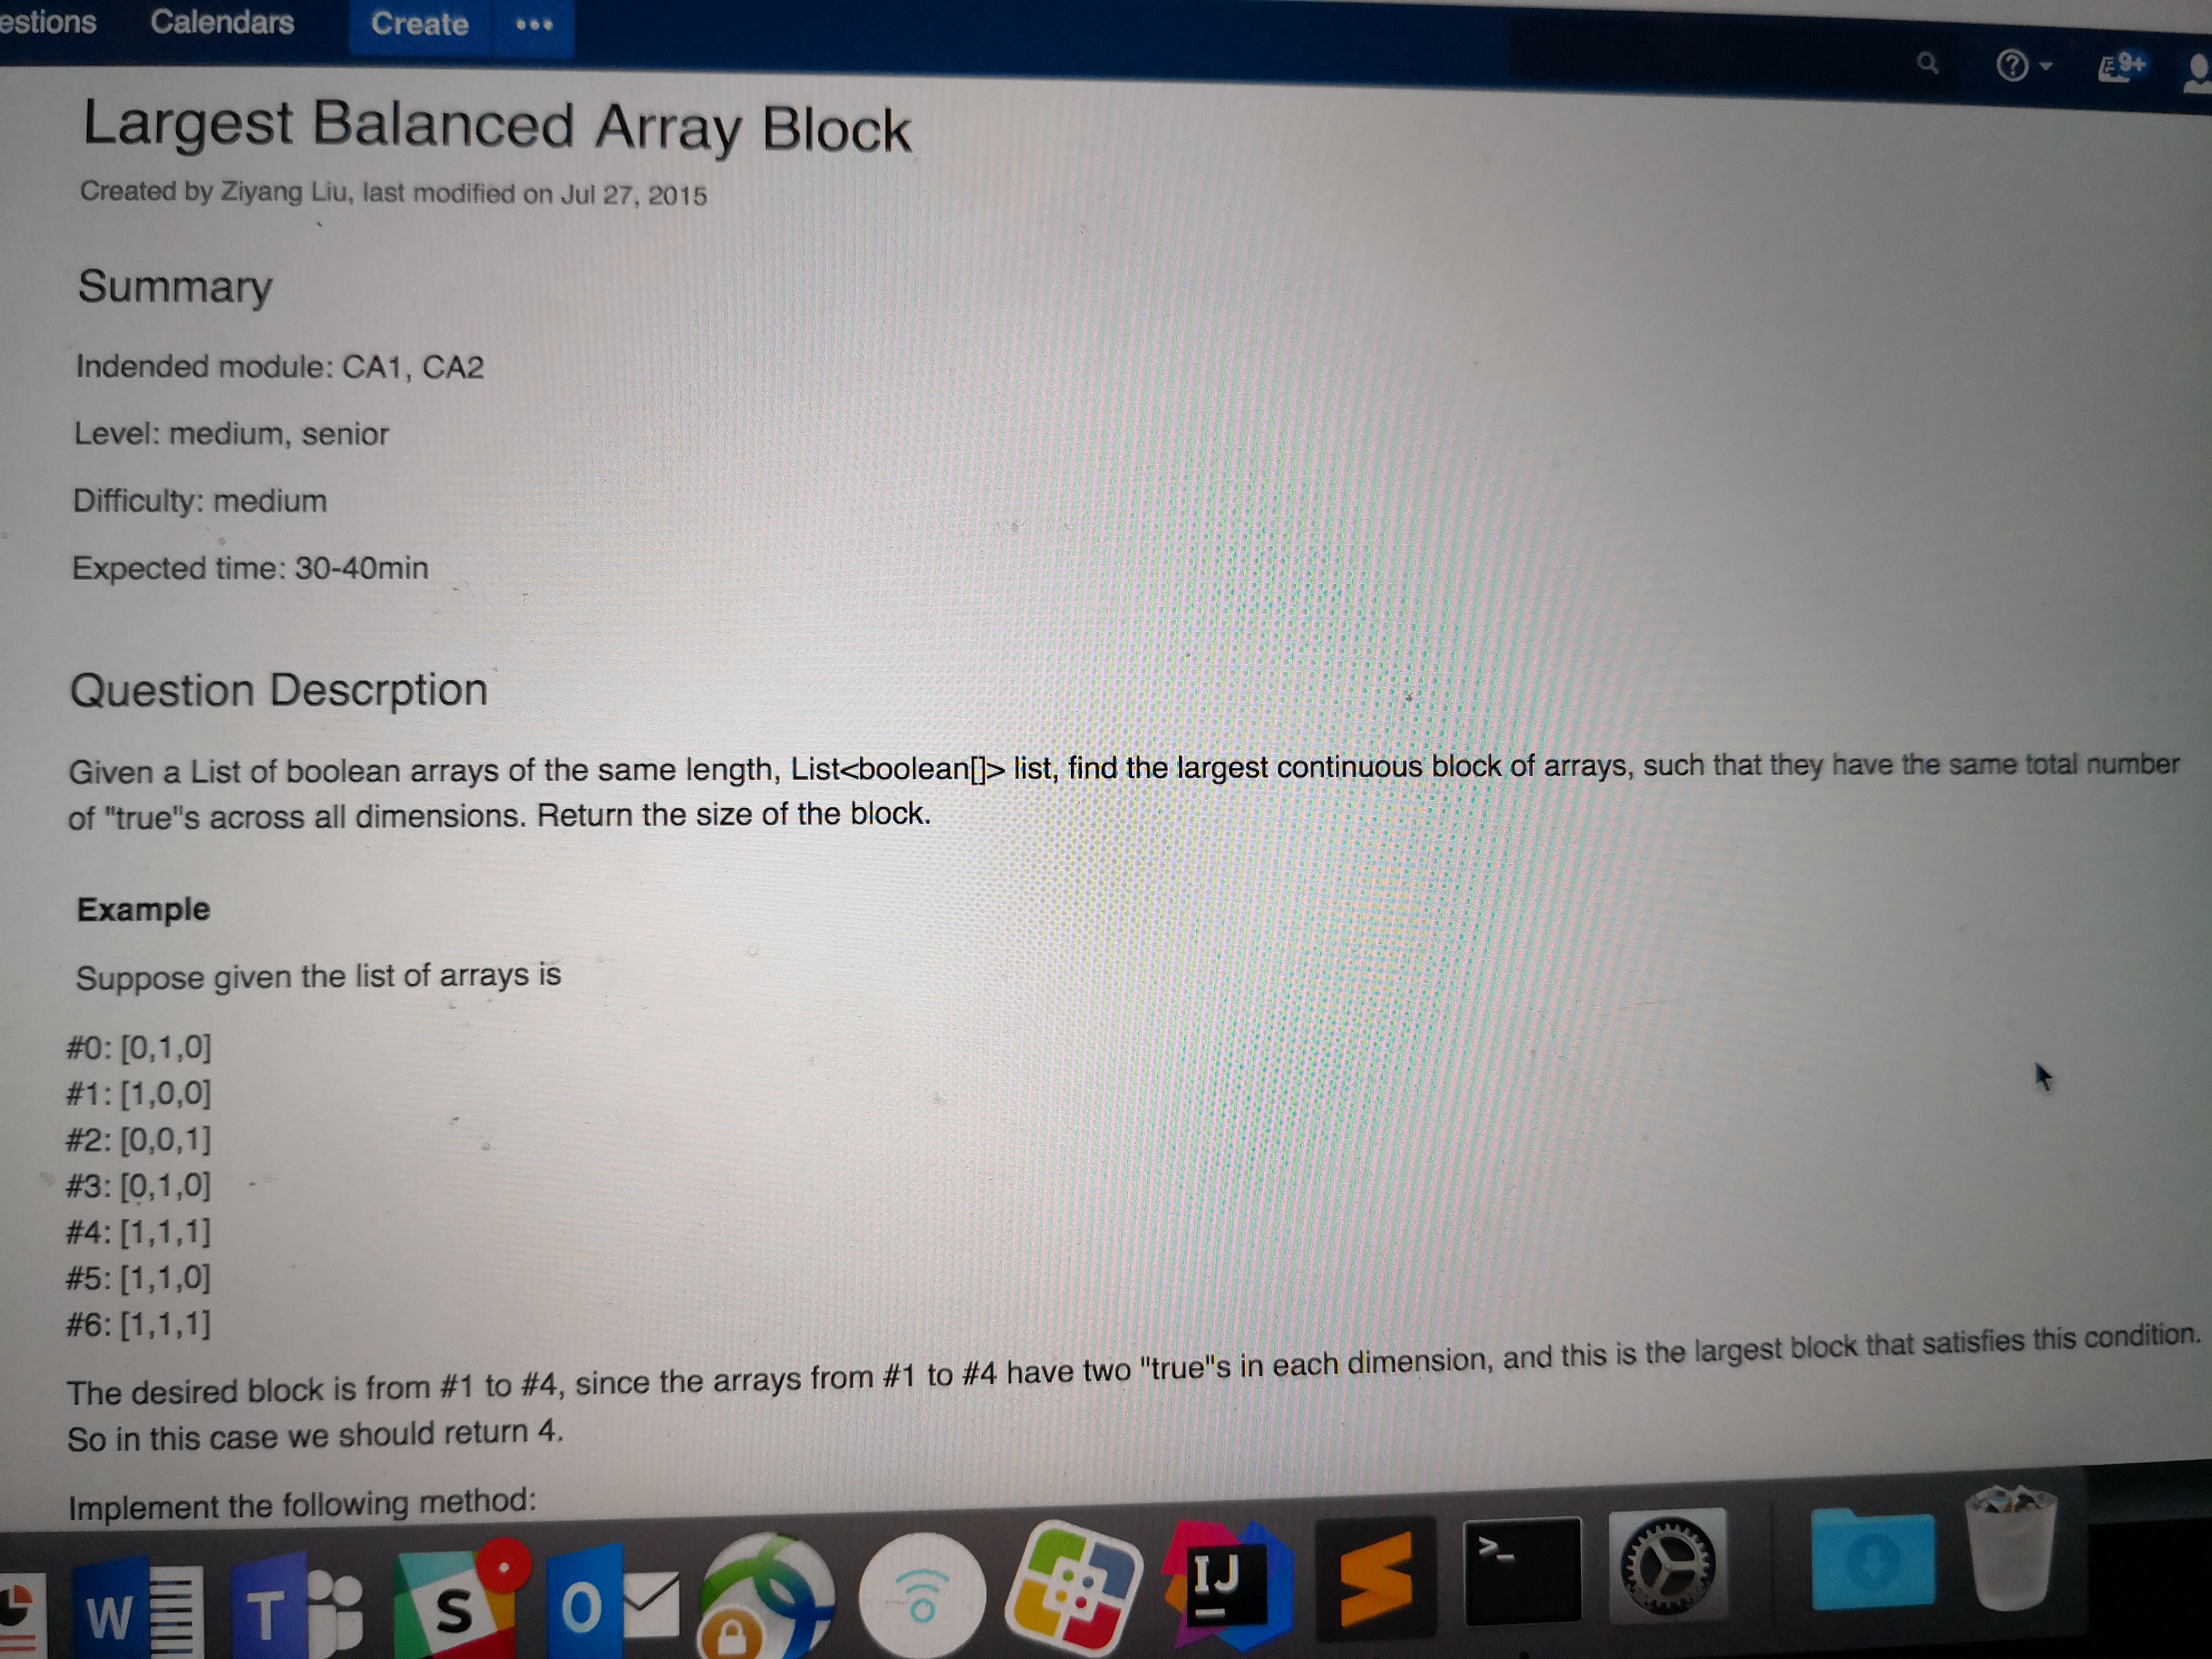 estions Calendars Create •••
9+
Largest Balanced Array Block
Created by Ziyang Liu, last modified on Jul 27, 2015
Summary
Indended module: CA1, CA2
Level: medium, senior
Difficulty: medium
Expected time: 30-40min
Question Descrption
Given a List of boolean arrays of the same length, List<boolean[]> list, find the largest continuous block of arrays, such that they have the same total number
of "true"s across all dimensions. Return the size of the block.
Example
Suppose given the list of arrays is
#0: [0,1,0]
#1: [1,0,0]
#2: [0,0,1]
#3: [0,1,0]
#4: [1,1,1]
#5: [1,1,0]
#6: [1,1,1]
The desired block is from #1 to #4, since the arrays from #1 to #4 have two "true"s in each dimension, and this is the largest block that satisfies this condition.
So in this case we should return 4.
Implement the following method:
W T S O IJ >_